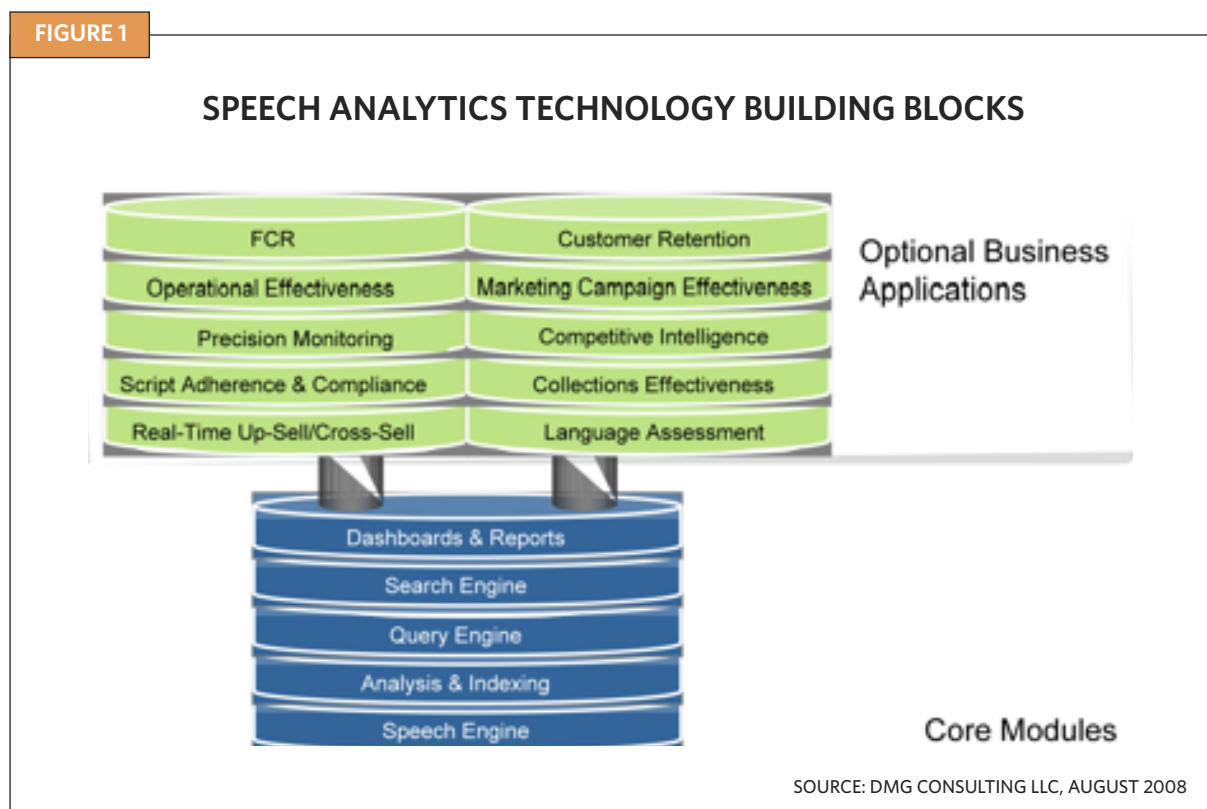 FIGURE 1
SPEECH ANALYTICS TECHNOLOGY BUILDING BLOCKS
FCR
Customer Retention
Operational Effectiveness
Marketing Campaign Effectiveness
Precision Monitoring
Competitive Intelligence
Script Adherence & Compliance
Collections Effectiveness
Real-Time Up-Sell/Cross-Sell
Language Assessment
Optional Business
Applications
Dashboards & Reports
Search Engine
Query Engine
Analysis & Indexing
Speech Engine
Core Modules
SOURCE: DMG CONSULTING LLC, AUGUST 2008